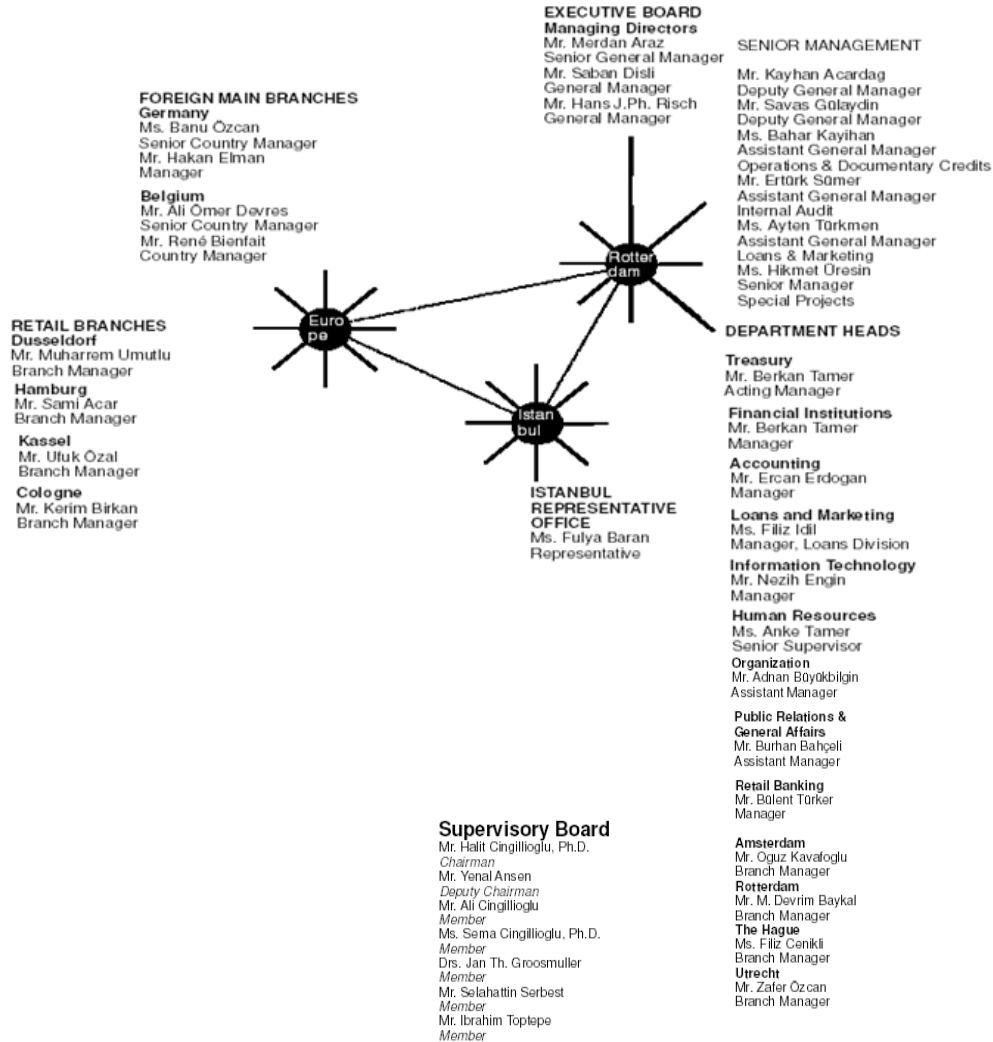 EXECUTIVE BOARD
Managing Directors
Mr. Merdan Araz
Senior General Manager
Mr. Saban Disli
General Manager
Mr. Hans J.Ph. Risch
General Manager
SENIOR MANAGEMENT
Mr. Kayhan Acardag
Deputy General Manager
Mr. Savas Gülaydin
Deputy General Manager
Ms. Bahar Kayihan
Assistant General Manager
Operations & Documentary Credits
Mr. Ertürk Sümer
Assistant General Manager
Internal Audit
Ms. Ayten Türkmen
Assistant General Manager
Loans & Marketing
Ms. Hikmet Üresin
Senior Manager
Special Projects
FOREIGN MAIN BRANCHES
Germany
Ms. Banu Özcan
Senior Country Manager
Mr. Hakan Elman
Manager
Belgium
Mr. Ali Ömer Devres
Senior Country Manager
Mr. René Bienfait
Country Manager
Rotter
dam
Euro
pe
Istan
bul
RETAIL BRANCHES
Dusseldorf
Mr. Muharrem Umutlu
Branch Manager
Hamburg
Mr. Sami Acar
Branch Manager
Kassel
Mr. Ufuk Özal
Branch Manager
Cologne
Mr. Kerim Birkan
Branch Manager
ISTANBUL
REPRESENTATIVE
OFFICE
Ms. Fulya Baran
Representative
DEPARTMENT HEADS
Treasury
Mr. Berkan Tamer
Acting Manager
Financial Institutions
Mr. Berkan Tamer
Manager
Accounting
Mr. Ercan Erdogan
Manager
Loans and Marketing
Ms. Filiz Idil
Manager, Loans Division
Information Technology
Mr. Nezih Engin
Manager
Human Resources
Ms. Anke Tamer
Senior Supervisor
Organization
Mr. Adnan Büyükbilgin
Assistant Manager
Public Relations &
General Affairs
Mr. Burhan Bahçeli
Assistant Manager
Retail Banking
Mr. Bülent Türker
Manager
Amsterdam
Mr. Oguz Kavafoglu
Branch Manager
Rotterdam
Mr. M. Devrim Baykal
Branch Manager
The Hague
Ms. Filiz Cenikli
Branch Manager
Utrecht
Mr. Zafer Özcan
Branch Manager
Supervisory Board
Mr. Halit Cingillioglu, Ph.D.
Chairman
Mr. Yenal Ansen
Deputy Chairman
Mr. Ali Cingillioglu
Member
Ms. Sema Cingillioglu, Ph.D.
Member
Drs. Jan Th. Groosmuller
Member
Mr. Selahattin Serbest
Member
Mr. Ibrahim Toptepe
Member